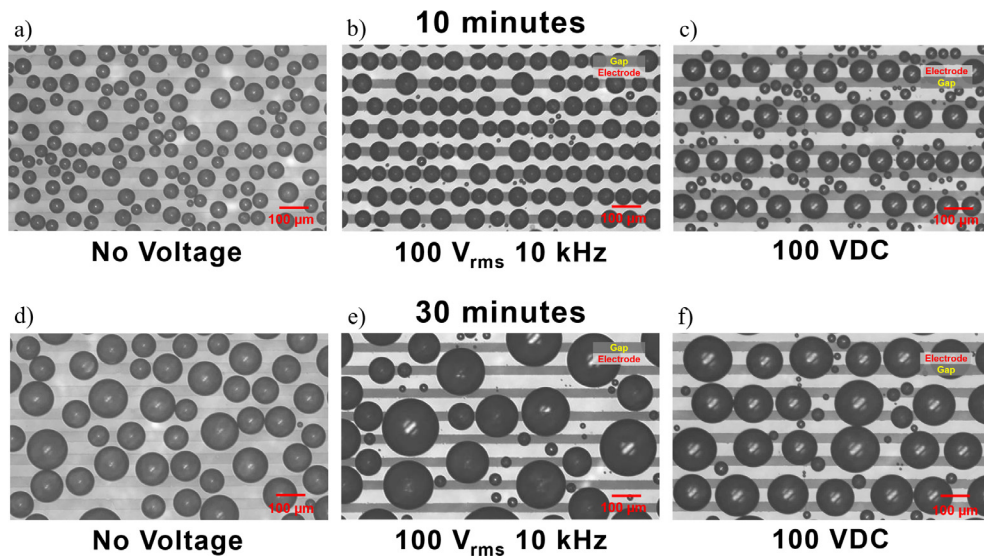 10 minutes
a)
b)
c)
Gap
Electrode
Electrode
Gap
100 µm
100 µm
100 µm
No Voltage
100 Vrms 10 kHz
100 VDC
30 minutes
d)
e)
f)
Gap
Electrode
Electrode
Gap
100 µm
100 µm
100 µm
No Voltage
100 Vrms 10 kHz
100 VDC